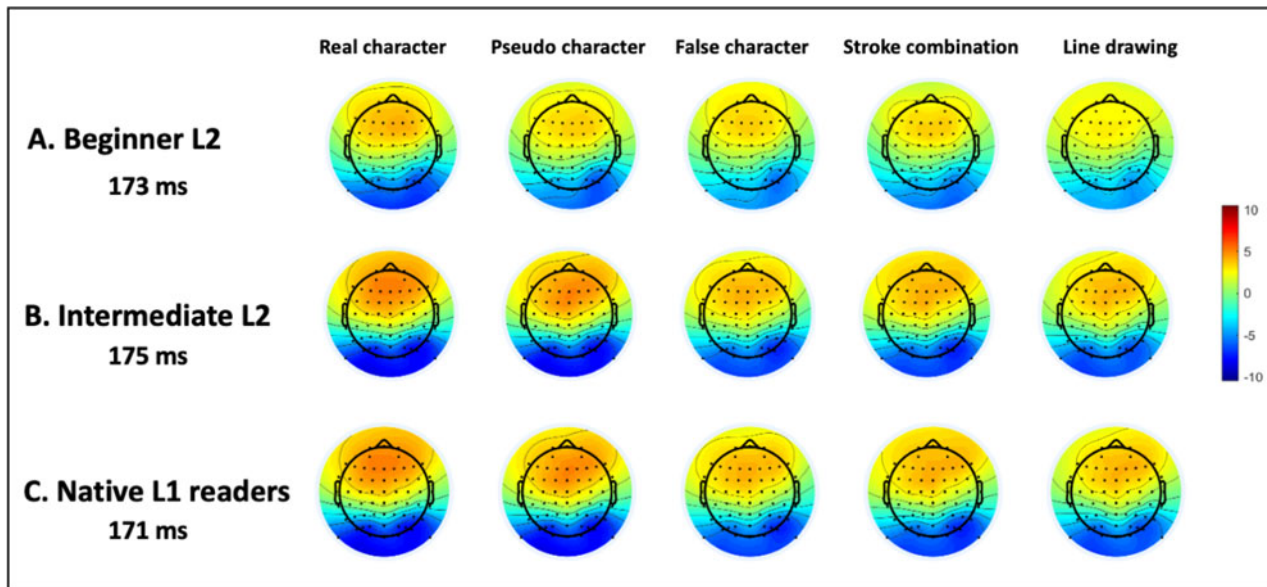 Real character Pseudo character False character Stroke combination Line drawing
A. Beginner L2
173 ms
10
5
0
-5
-10
B. Intermediate L2
175 ms
C. Native L1 readers
171 ms